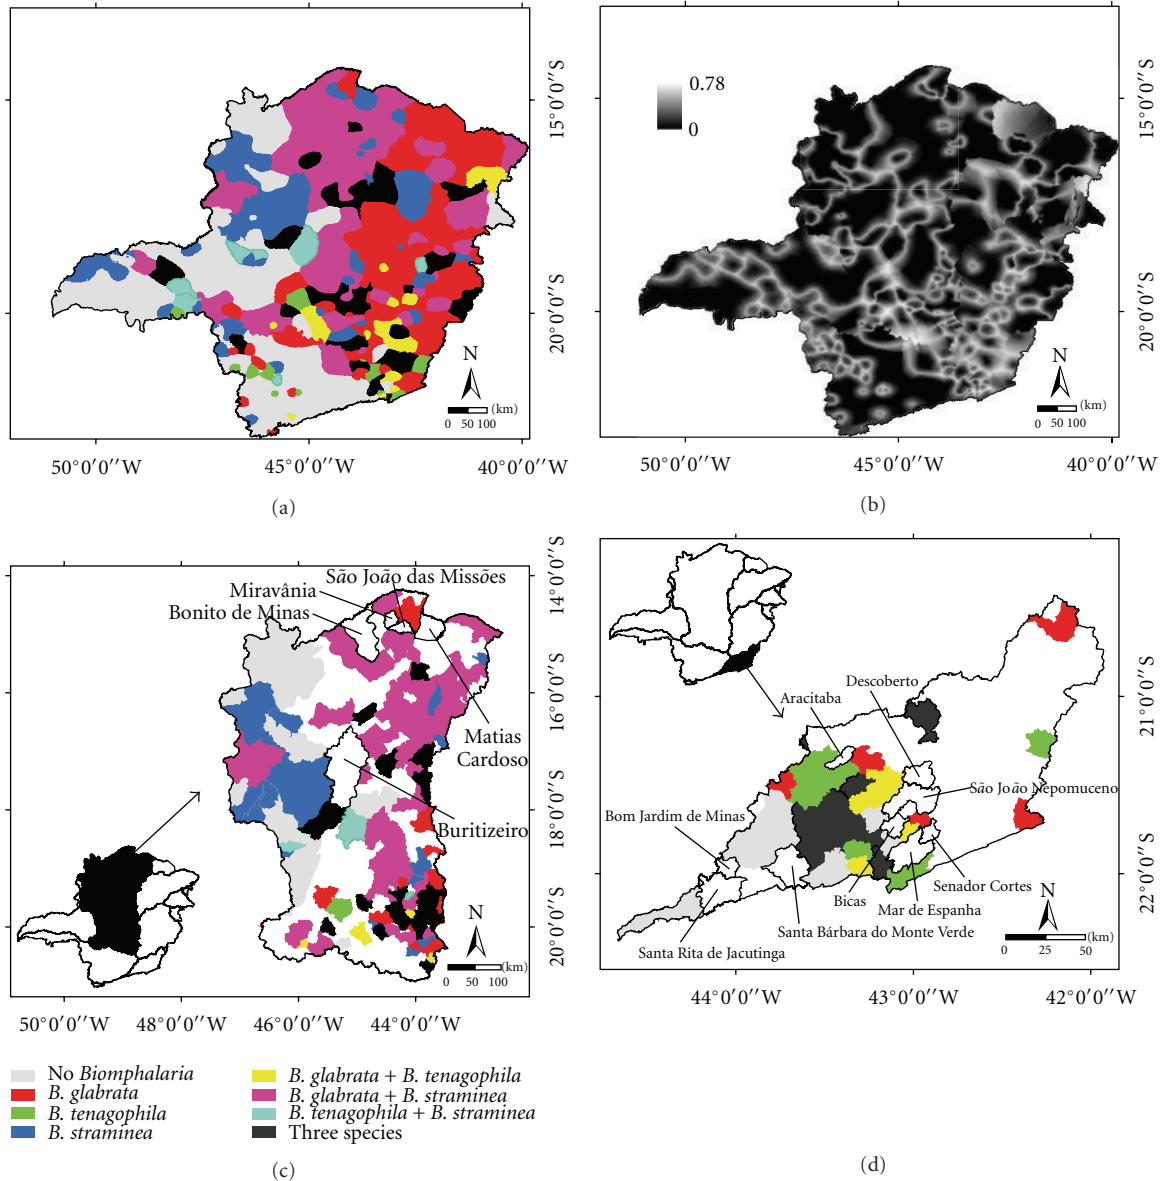 15°0′0″S
20°0′0″S
N
(km)
0 50 100
50°0′0″W 45°0′0″W 40°0′0″W
(a)
0.78
0
15°0′0″S
20°0′0″S
N
(km)
0 50 100
50°0′0″W 45°0′0″W 40°0′0″W
(b)
São João das Missões
Miravânia
Bonito de Minas
Matias
Cardoso
Buritizeiro
14°0′0″S
16°0′0″S
18°0′0″S
20°0′0″S
N
(km)
0 50 100
50°0′0″W 48°0′0″W 46°0′0″W 44°0′0″W
No Biomphalaria
B. glabrata
B. tenagophila
B. straminea
B. glabrata + B. tenagophila
B. glabrata + B. straminea
B. tenagophila + B. straminea
Three species
(c)
Descoberto
Aracitaba
São João Nepomuceno
Bom Jardim de Minas
Senador Cortes
Bicas
Mar de Espanha
Santa Bárbara do Monte Verde
Santa Rita de Jacutinga
21°0′0″S
22°0′0″S
N
(km)
0 25 50
44°0′0″W 43°0′0″W 42°0′0″W
(d)